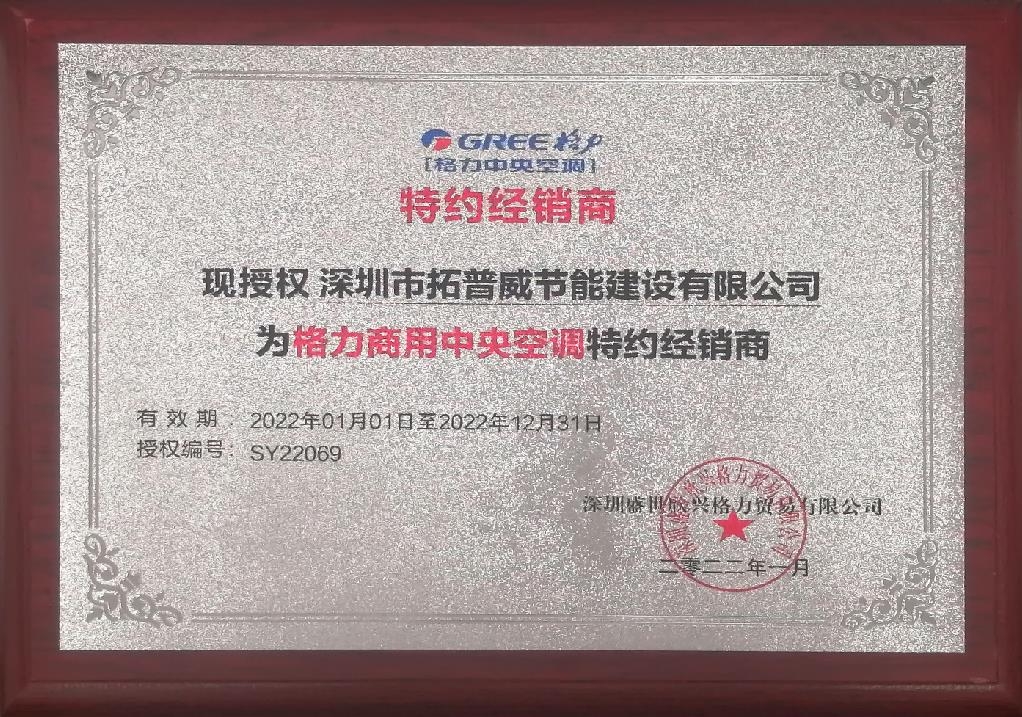 GREE格力
[格力中央空调]
特约经销商
现授权 深圳市拓普威节能建设有限公司
为格力商用中央空调特约经销商
有效期：2022年01月01日至2022年12月31日
授权编号：SY22069
深圳盛世欣兴格力贸易有限公司
二零二二年一月